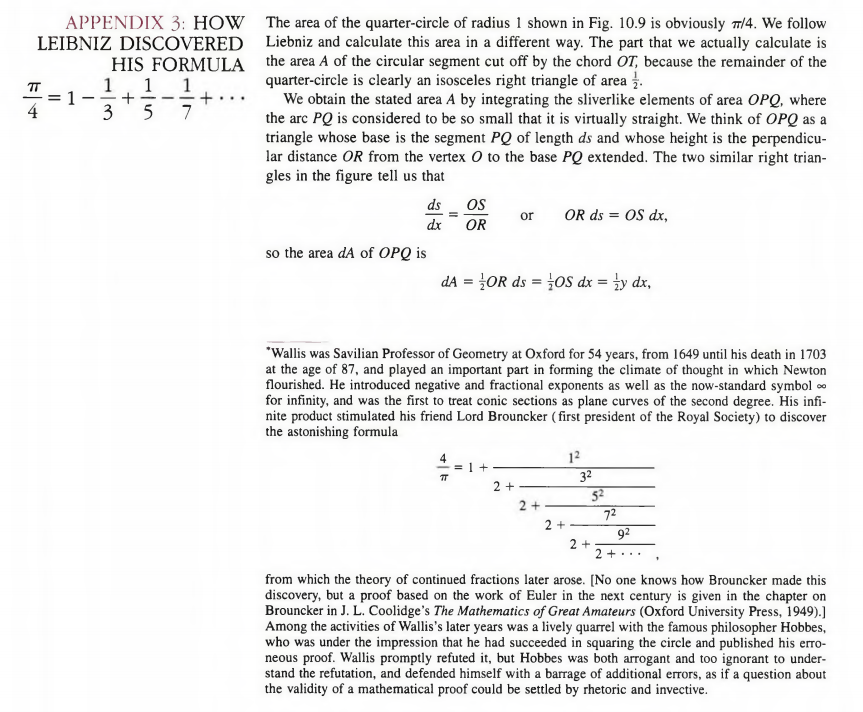 APPENDIX 3: HOW
LEIBNIZ DISCOVERED
HIS FORMULA
π/4 = 1 − 1/3 + 1/5 − 1/7 + · · ·
The area of the quarter-circle of radius 1 shown in Fig. 10.9 is obviously π/4. We follow
Leibniz and calculate this area in a different way. The part that we actually calculate is
the area A of the circular segment cut off by the chord OT, because the remainder of the
quarter-circle is clearly an isosceles right triangle of area ½.
We obtain the stated area A by integrating the sliverlike elements of area OPQ, where
the arc PQ is considered to be so small that it is virtually straight. We think of OPQ as a
triangle whose base is the segment PQ of length ds and whose height is the perpendicu-
lar distance OR from the vertex O to the base PQ extended. The two similar right trian-
gles in the figure tell us that
ds/dx = OS/OR or OR ds = OS dx,
so the area dA of OPQ is
dA = ½OR ds = ½OS dx = ½y dx,
*Wallis was Savilian Professor of Geometry at Oxford for 54 years, from 1649 until his death in 1703
at the age of 87, and played an important part in forming the climate of thought in which Newton
flourished. He introduced negative and fractional exponents as well as the now-standard symbol ∞
for infinity, and was the first to treat conic sections as plane curves of the second degree. His infi-
nite product stimulated his friend Lord Brouncker (first president of the Royal Society) to discover
the astonishing formula
4/π = 1 + 1²/(2 + 3²/(2 + 5²/(2 + 7²/(2 + 9²/(2 + · · ·))))),
from which the theory of continued fractions later arose. [No one knows how Brouncker made this
discovery, but a proof based on the work of Euler in the next century is given in the chapter on
Brouncker in J. L. Coolidge's The Mathematics of Great Amateurs (Oxford University Press, 1949).]
Among the activities of Wallis's later years was a lively quarrel with the famous philosopher Hobbes,
who was under the impression that he had succeeded in squaring the circle and published his erro-
neous proof. Wallis promptly refuted it, but Hobbes was both arrogant and too ignorant to under-
stand the refutation, and defended himself with a barrage of additional errors, as if a question about
the validity of a mathematical proof could be settled by rhetoric and invective.